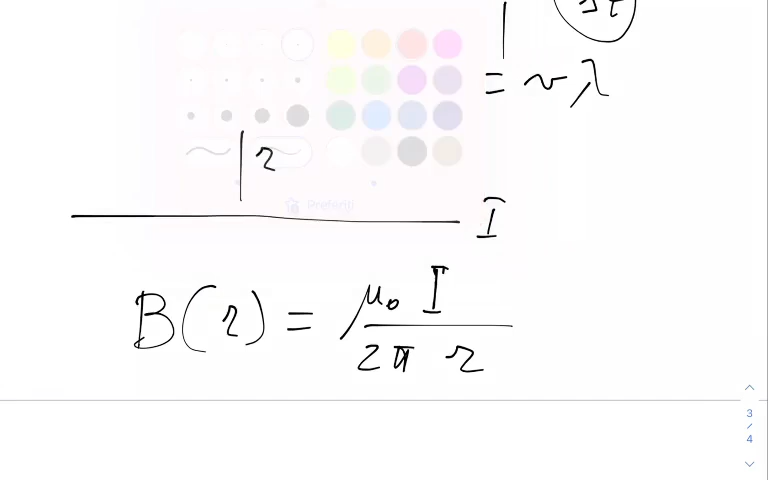 = v λ
r
I
B(r) = μ₀ I / 2π r
3
/
4